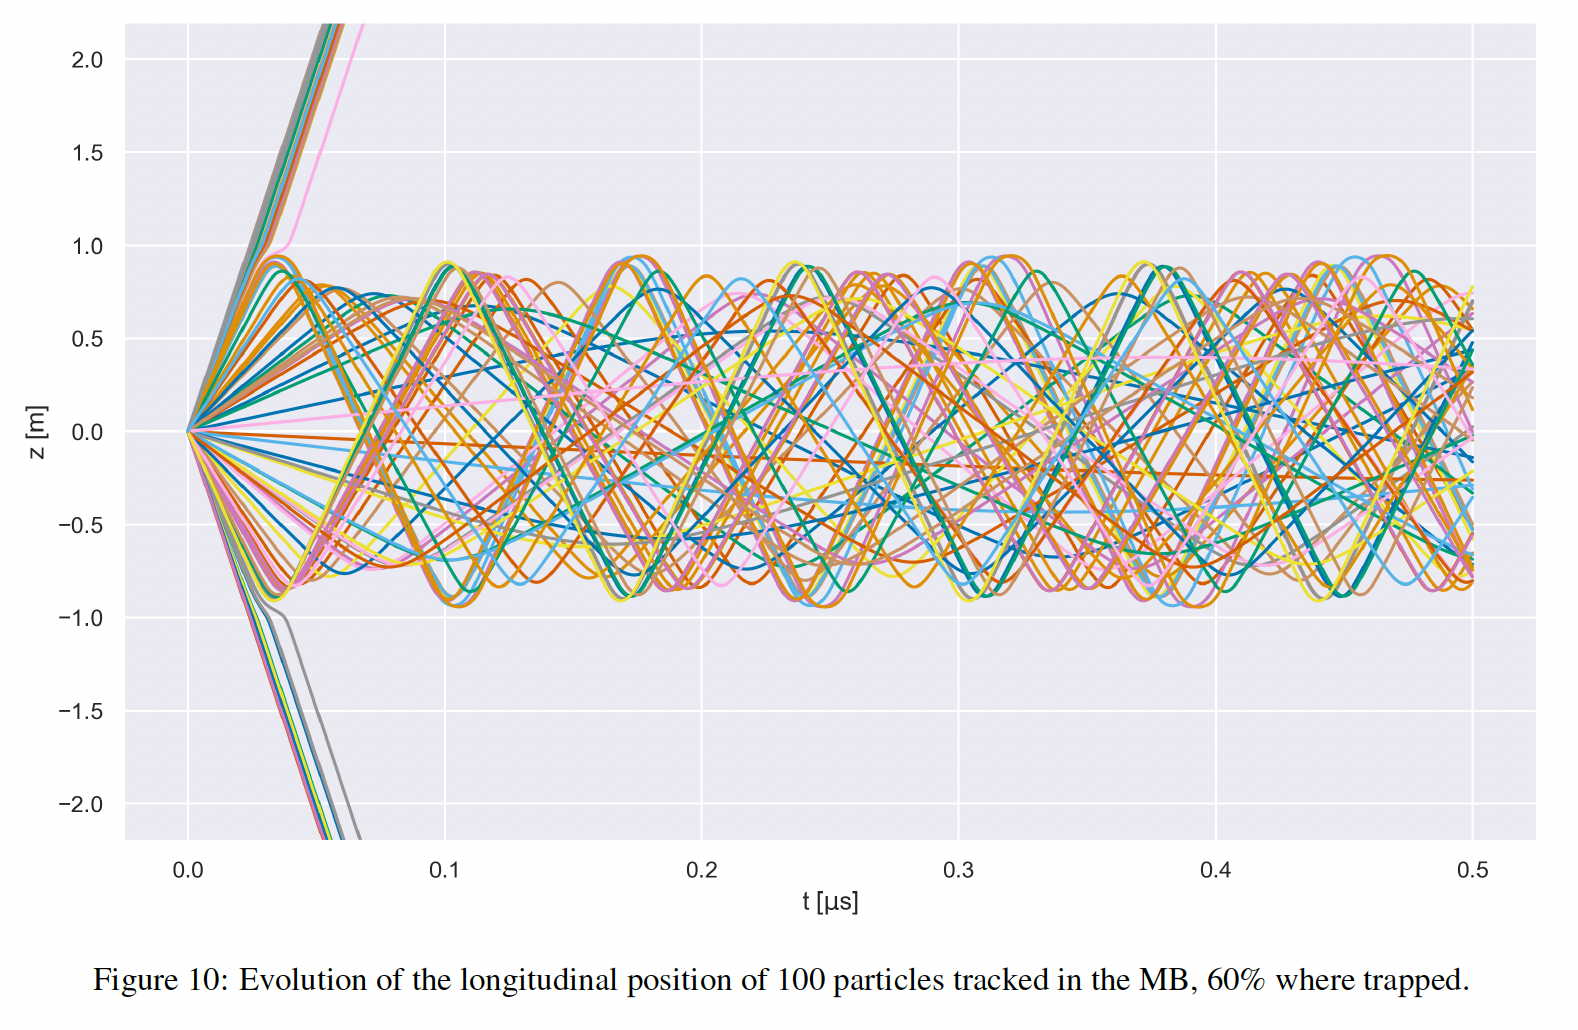 2.0
1.5
1.0
0.5
0.0
−0.5
−1.0
−1.5
−2.0
z [m]
0.0 0.1 0.2 0.3 0.4 0.5
t [µs]
Figure 10: Evolution of the longitudinal position of 100 particles tracked in the MB, 60% where trapped.